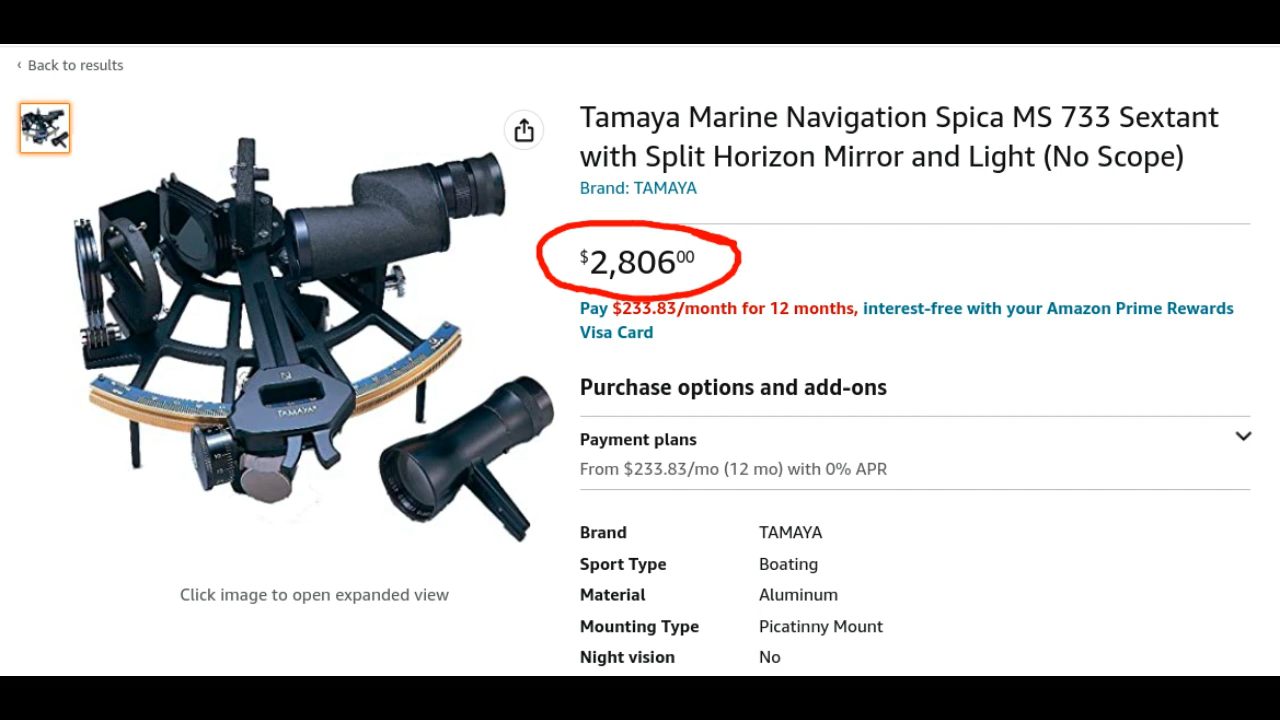 ‹ Back to results
Tamaya Marine Navigation Spica MS 733 Sextant
with Split Horizon Mirror and Light (No Scope)
Brand: TAMAYA
$2,80600
Pay $233.83/month for 12 months, interest-free with your Amazon Prime Rewards
Visa Card
Purchase options and add-ons
Payment plans
From $233.83/mo (12 mo) with 0% APR
Brand TAMAYA
Sport Type Boating
Material Aluminum
Mounting Type Picatinny Mount
Night vision No
TAMAYA
Click image to open expanded view